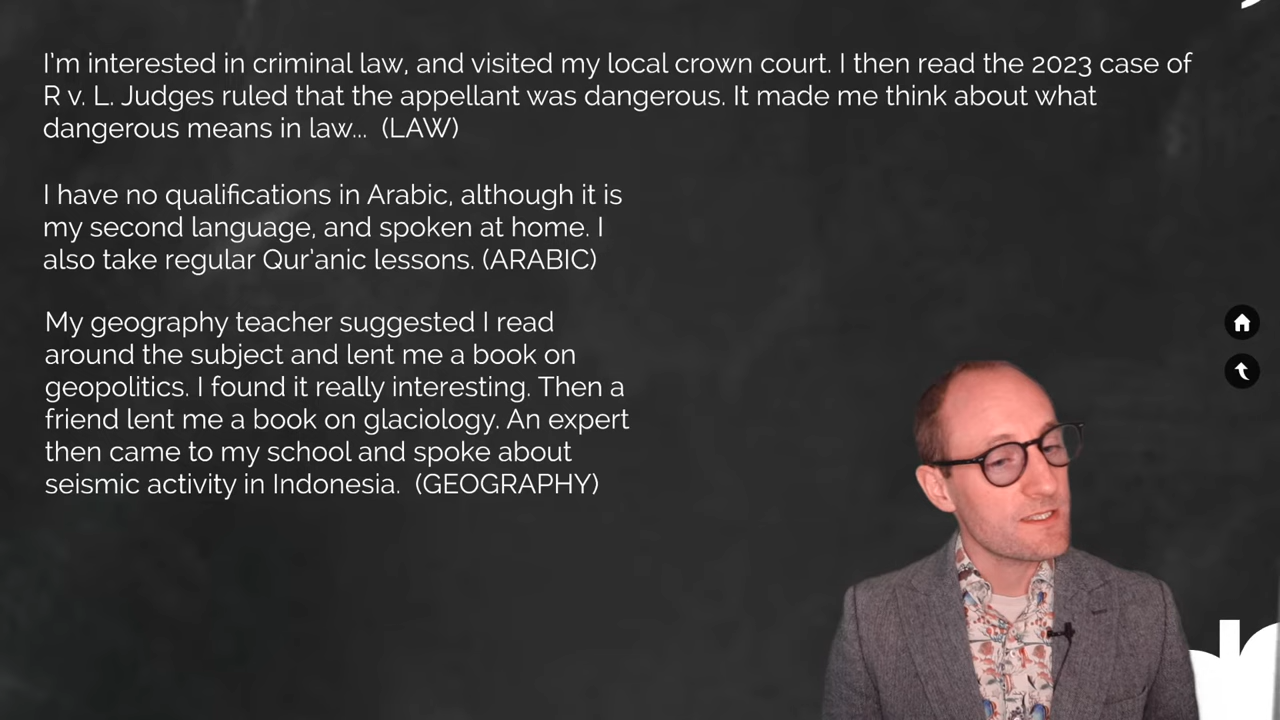 I'm interested in criminal law, and visited my local crown court. I then read the 2023 case of
R v. L. Judges ruled that the appellant was dangerous. It made me think about what
dangerous means in law... (LAW)
I have no qualifications in Arabic, although it is
my second language, and spoken at home. I
also take regular Qur'anic lessons. (ARABIC)
My geography teacher suggested I read
around the subject and lent me a book on
geopolitics. I found it really interesting. Then a
friend lent me a book on glaciology. An expert
then came to my school and spoke about
seismic activity in Indonesia. (GEOGRAPHY)